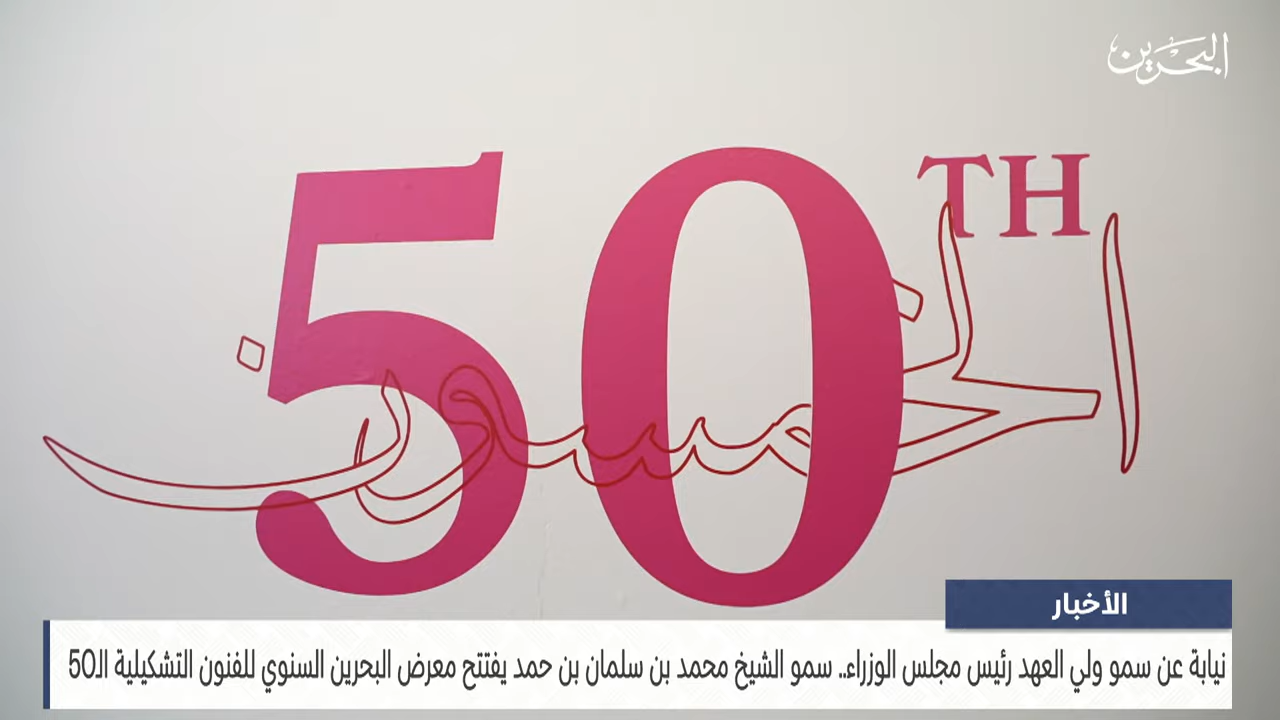 البحرين
50TH
الخمسون
الأخبار
نيابة عن سمو ولي العهد رئيس مجلس الوزراء.. سمو الشيخ محمد بن سلمان بن حمد يفتتح معرض البحرين السنوي للفنون التشكيلية الـ50